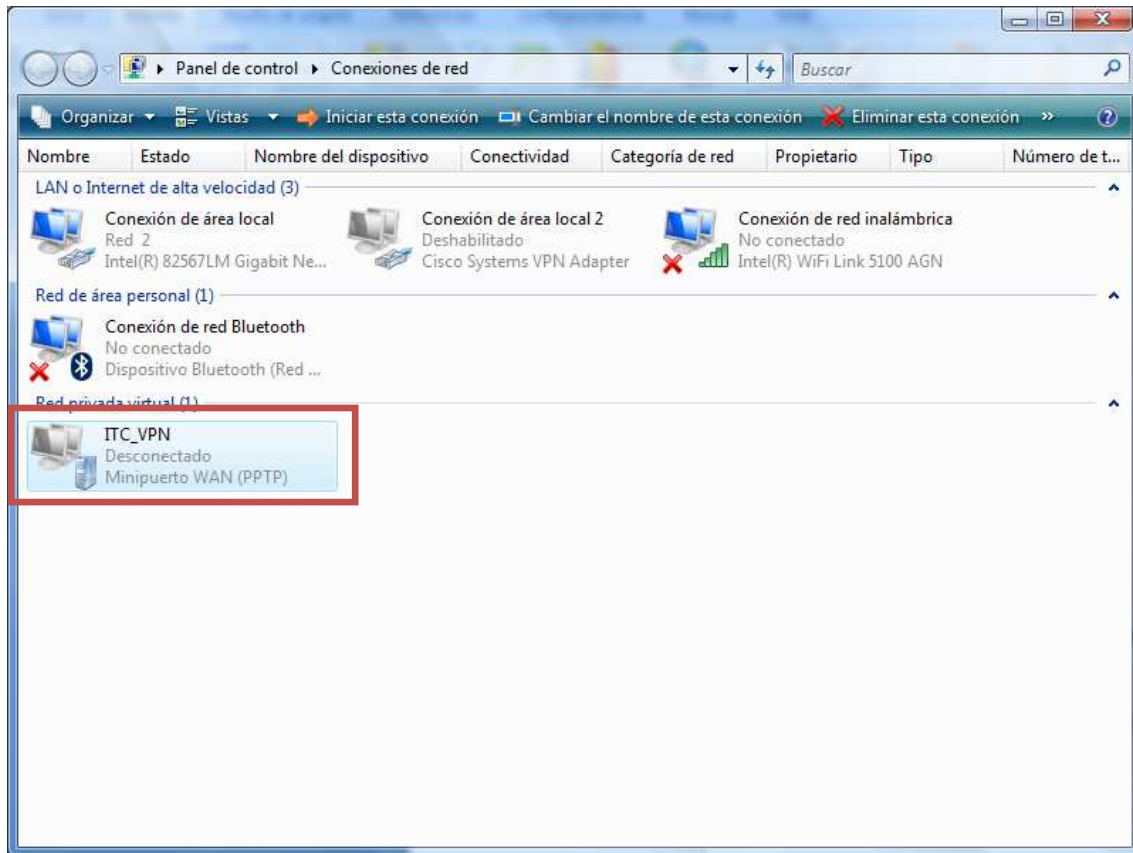 Panel de control ▸ Conexiones de red
Buscar
Organizar Vistas Iniciar esta conexión Cambiar el nombre de esta conexión Eliminar esta conexión »
Nombre Estado Nombre del dispositivo Conectividad Categoría de red Propietario Tipo Número de t...
LAN o Internet de alta velocidad (3)
Conexión de área local
Red 2
Intel(R) 82567LM Gigabit Ne...
Conexión de área local 2
Deshabilitado
Cisco Systems VPN Adapter
Conexión de red inalámbrica
No conectado
Intel(R) WiFi Link 5100 AGN
Red de área personal (1)
Conexión de red Bluetooth
No conectado
Dispositivo Bluetooth (Red ...
Red privada virtual (1)
ITC_VPN
Desconectado
Minipuerto WAN (PPTP)